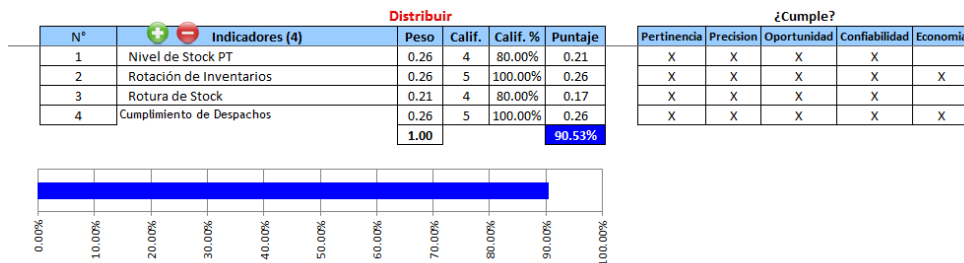 Distribuir ¿Cumple?
N° Indicadores (4) Peso Calif. Calif. % Puntaje Pertinencia Precision Oportunidad Confiabilidad Economia
1 Nivel de Stock PT 0.26 4 80.00% 0.21 X X X X
2 Rotación de Inventarios 0.26 5 100.00% 0.26 X X X X X
3 Rotura de Stock 0.21 4 80.00% 0.17 X X X X
4 Cumplimiento de Despachos 0.26 5 100.00% 0.26 X X X X X
1.00 90.53%
0.00% 10.00% 20.00% 30.00% 40.00% 50.00% 60.00% 70.00% 80.00% 90.00% 100.00%